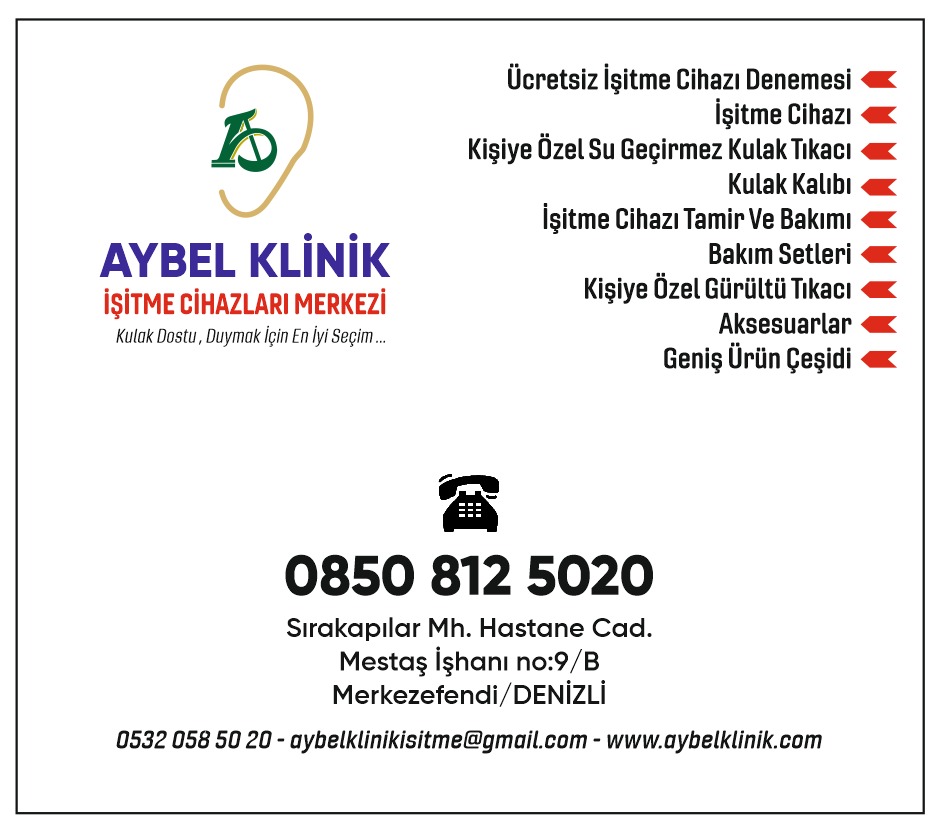 AYBEL KLİNİK
İŞİTME CİHAZLARI MERKEZİ
Kulak Dostu , Duymak İçin En İyi Seçim ...
Ücretsiz İşitme Cihazı Denemesi
İşitme Cihazı
Kişiye Özel Su Geçirmez Kulak Tıkacı
Kulak Kalıbı
İşitme Cihazı Tamir Ve Bakımı
Bakım Setleri
Kişiye Özel Gürültü Tıkacı
Aksesuarlar
Geniş Ürün Çeşidi
0850 812 5020
Sırakapılar Mh. Hastane Cad.
Mestaş İşhanı no:9/B
Merkezefendi/DENİZLİ
0532 058 50 20 - aybelklinikisitme@gmail.com - www.aybelklinik.com